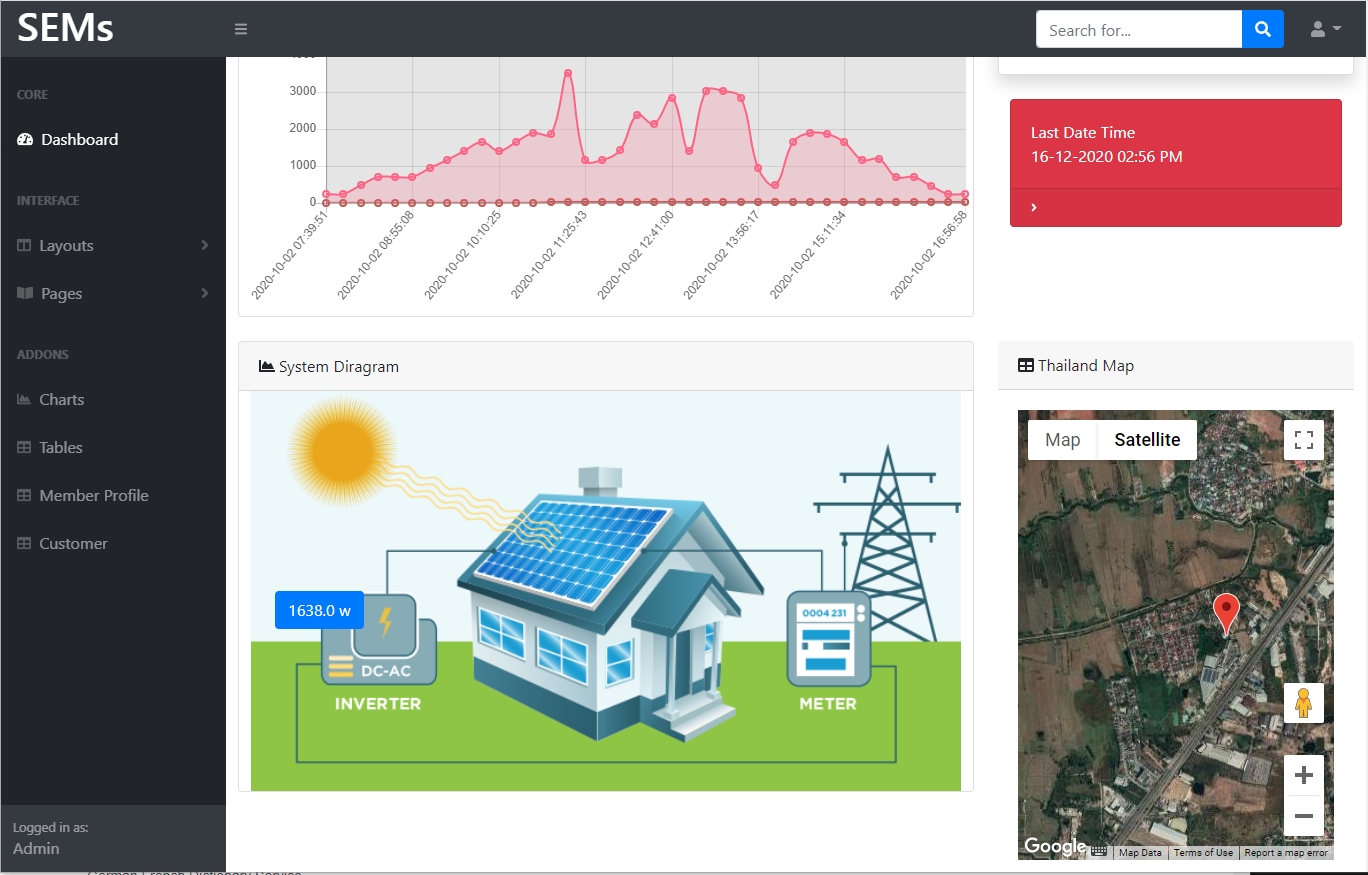 SEMs
Search for...
CORE
Dashboard
INTERFACE
Layouts
Pages
ADDONS
Charts
Tables
Member Profile
Customer
Logged in as:
Admin
3000
2000
1000
0
2020-10-02 07:39:51
2020-10-02 08:55:08
2020-10-02 10:10:25
2020-10-02 11:25:43
2020-10-02 12:41:00
2020-10-02 13:56:17
2020-10-02 15:11:34
2020-10-02 16:56:58
Last Date Time
16-12-2020 02:56 PM
System Diragram
1638.0 w
DC-AC
INVERTER
0004 231
METER
Thailand Map
Map
Satellite
Google
Map Data
Terms of Use
Report a map error